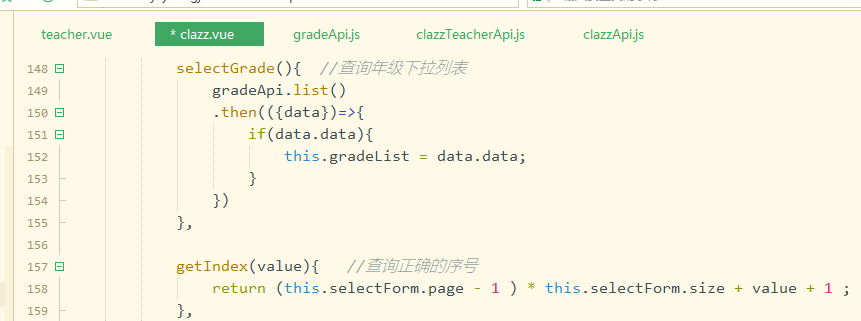 teacher.vue * clazz.vue gradeApi.js clazzTeacherApi.js clazzApi.js
148 selectGrade(){ //查询年级下拉列表
149 gradeApi.list()
150 .then(({data})=>{
151 if(data.data){
152 this.gradeList = data.data;
153 }
154 })
155 },
156
157 getIndex(value){ //查询正确的序号
158 return (this.selectForm.page - 1 ) * this.selectForm.size + value + 1 ;
159 },